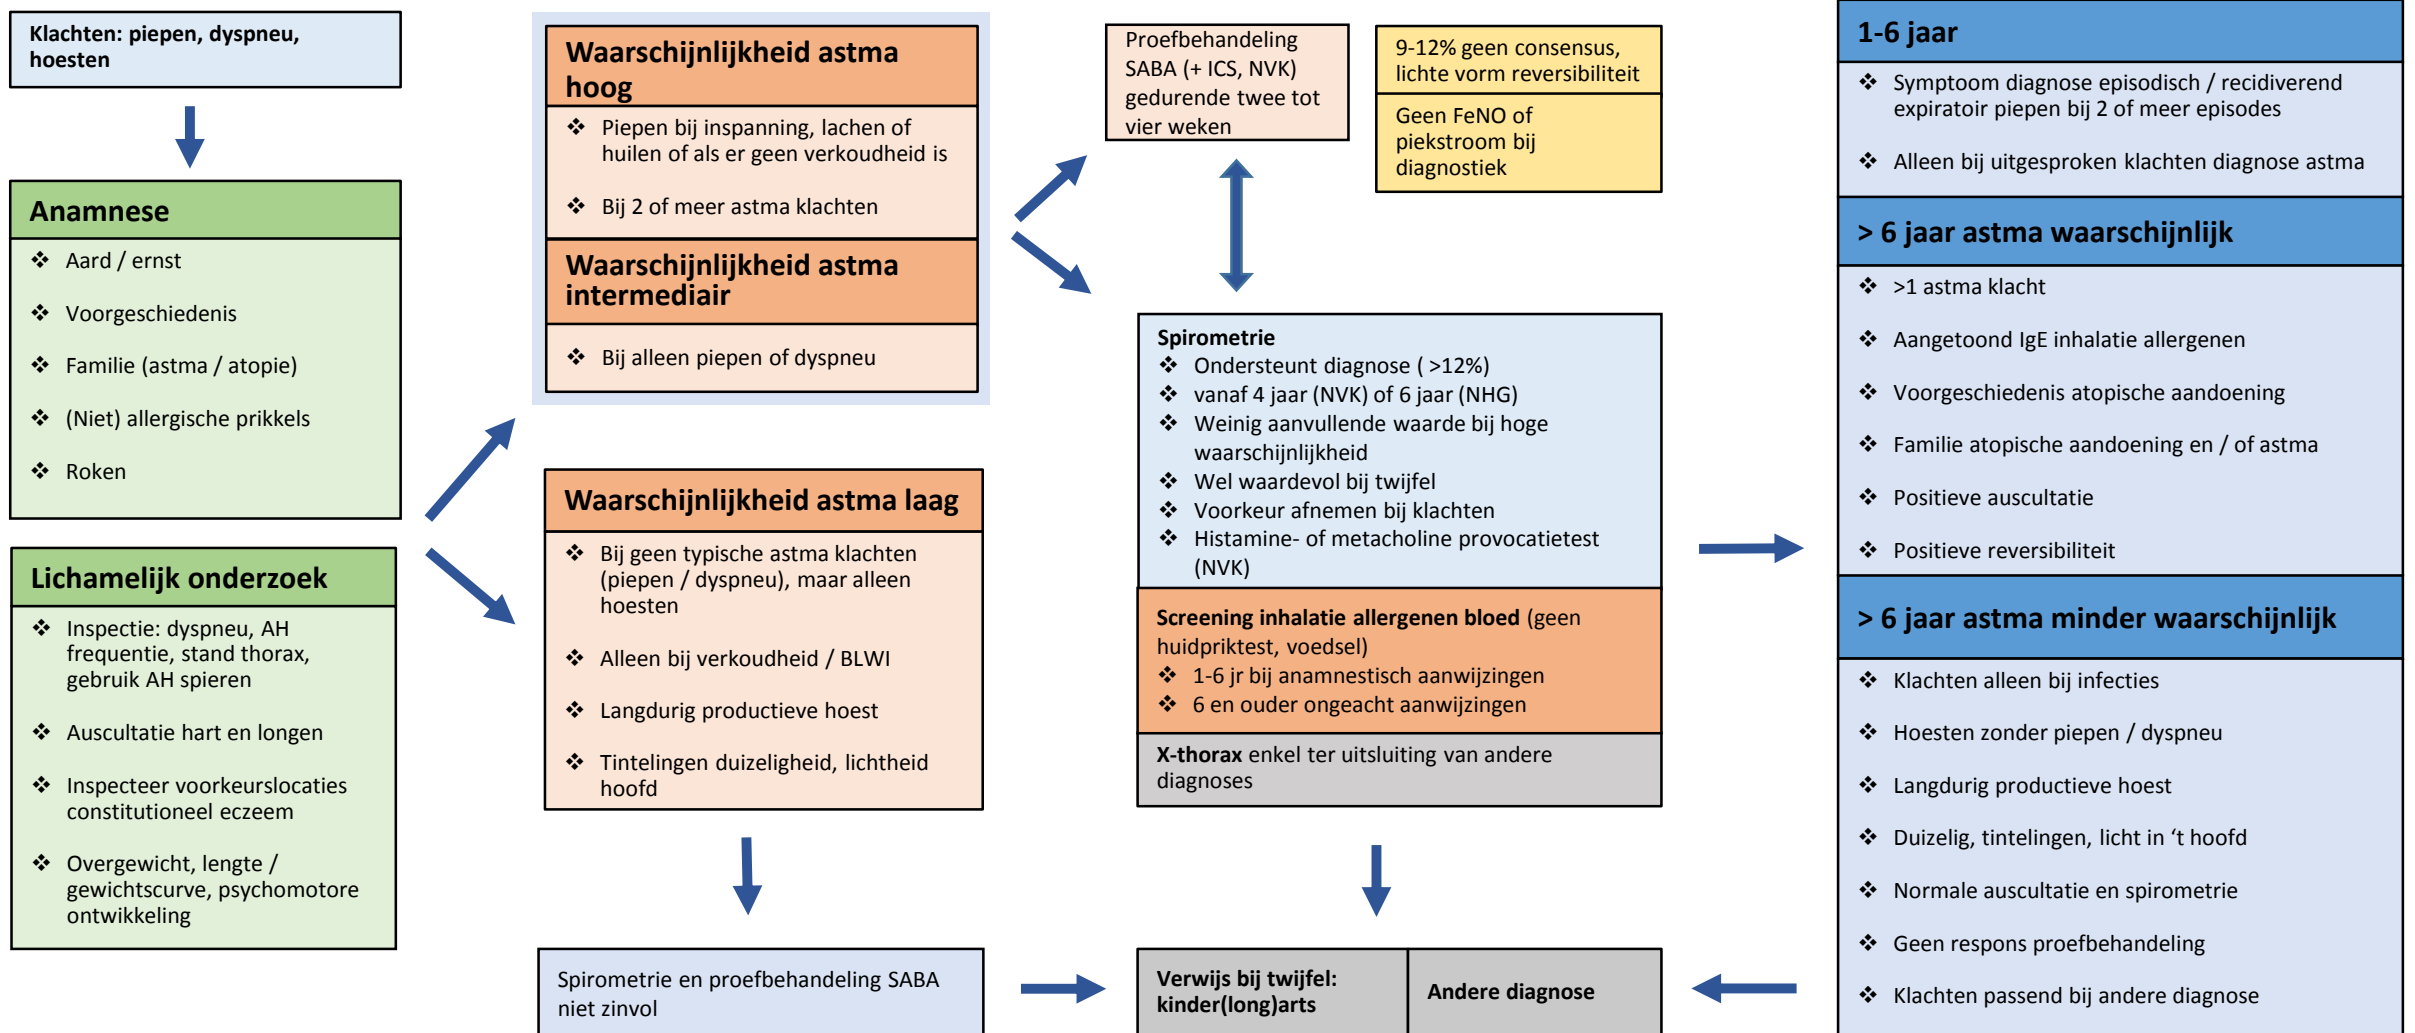 Klachten: piepen, dyspneu,
hoesten
Anamnese
❖ Aard / ernst
❖ Voorgeschiedenis
❖ Familie (astma / atopie)
❖ (Niet) allergische prikkels
❖ Roken
Lichamelijk onderzoek
❖ Inspectie: dyspneu, AH
frequentie, stand thorax,
gebruik AH spieren
❖ Auscultatie hart en longen
❖ Inspecteer voorkeurslocaties
constitutioneel eczeem
❖ Overgewicht, lengte /
gewichtscurve, psychomotore
ontwikkeling
Waarschijnlijkheid astma
hoog
❖ Piepen bij inspanning, lachen of
huilen of als er geen verkoudheid is
❖ Bij 2 of meer astma klachten
Waarschijnlijkheid astma
intermediair
❖ Bij alleen piepen of dyspneu
Waarschijnlijkheid astma laag
❖ Bij geen typische astma klachten
(piepen / dyspneu), maar alleen
hoesten
❖ Alleen bij verkoudheid / BLWI
❖ Langdurig productieve hoest
❖ Tintelingen duizeligheid, lichtheid
hoofd
Spirometrie en proefbehandeling SABA
niet zinvol
Proefbehandeling
SABA (+ ICS, NVK)
gedurende twee tot
vier weken
9-12% geen consensus,
lichte vorm reversibiliteit
Geen FeNO of
piekstroom bij
diagnostiek
Spirometrie
❖ Ondersteunt diagnose ( >12%)
❖ vanaf 4 jaar (NVK) of 6 jaar (NHG)
❖ Weinig aanvullende waarde bij hoge
waarschijnlijkheid
❖ Wel waardevol bij twijfel
❖ Voorkeur afnemen bij klachten
❖ Histamine- of metacholine provocatietest
(NVK)
Screening inhalatie allergenen bloed (geen
huidpriktest, voedsel)
❖ 1-6 jr bij anamnestisch aanwijzingen
❖ 6 en ouder ongeacht aanwijzingen
X-thorax enkel ter uitsluiting van andere
diagnoses
Verwijs bij twijfel:
kinder(long)arts
Andere diagnose
1-6 jaar
❖ Symptoom diagnose episodisch / recidiverend
expiratoir piepen bij 2 of meer episodes
❖ Alleen bij uitgesproken klachten diagnose astma
> 6 jaar astma waarschijnlijk
❖ >1 astma klacht
❖ Aangetoond IgE inhalatie allergenen
❖ Voorgeschiedenis atopische aandoening
❖ Familie atopische aandoening en / of astma
❖ Positieve auscultatie
❖ Positieve reversibiliteit
> 6 jaar astma minder waarschijnlijk
❖ Klachten alleen bij infecties
❖ Hoesten zonder piepen / dyspneu
❖ Langdurig productieve hoest
❖ Duizelig, tintelingen, licht in ‘t hoofd
❖ Normale auscultatie en spirometrie
❖ Geen respons proefbehandeling
❖ Klachten passend bij andere diagnose